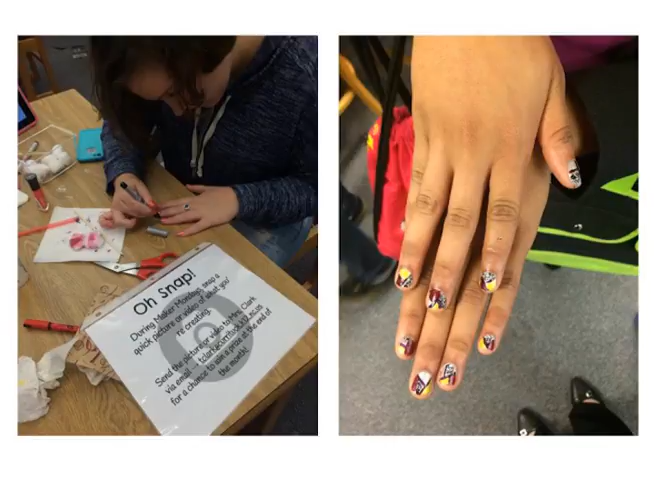 Oh Snap!
During Maker Mondays, snap a
quick picture or video of what you'
re creating.
Send the picture or video to Mrs. Clark
via email
for a chance to win a prize at the end of
the month!